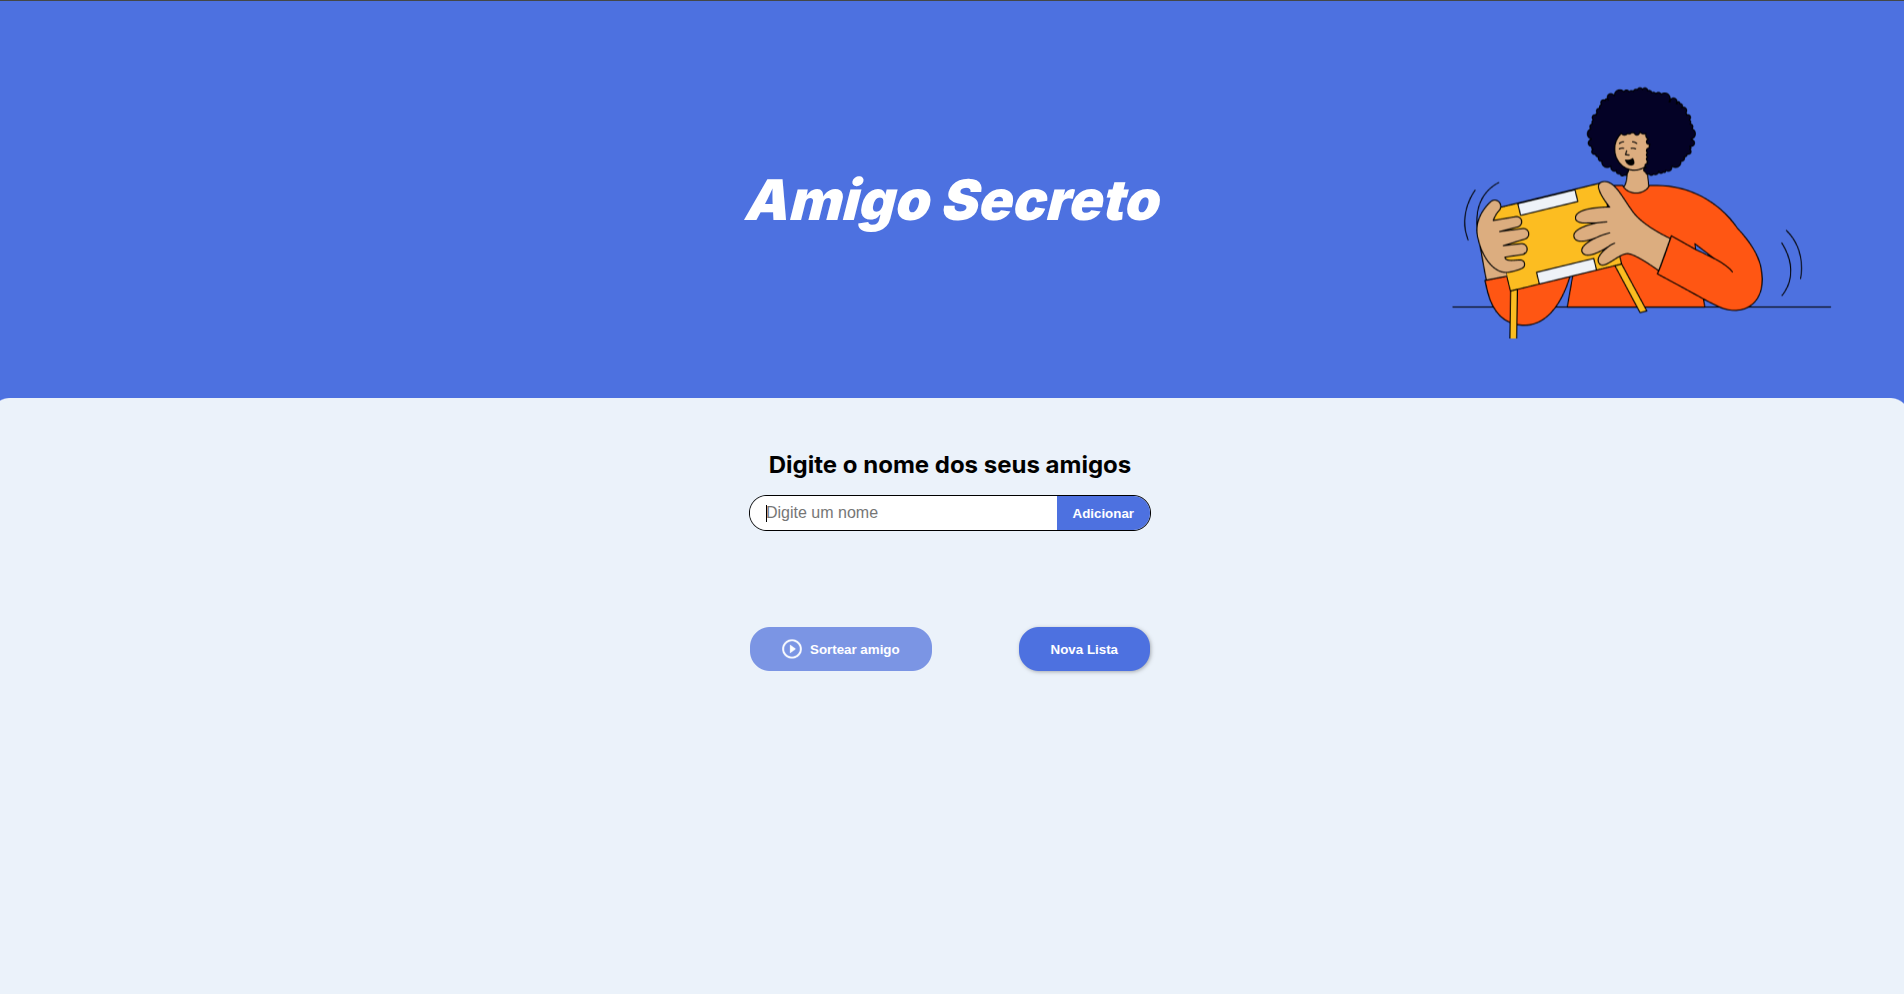 Amigo Secreto
Digite o nome dos seus amigos
Digite um nome
Adicionar
Sortear amigo
Nova Lista